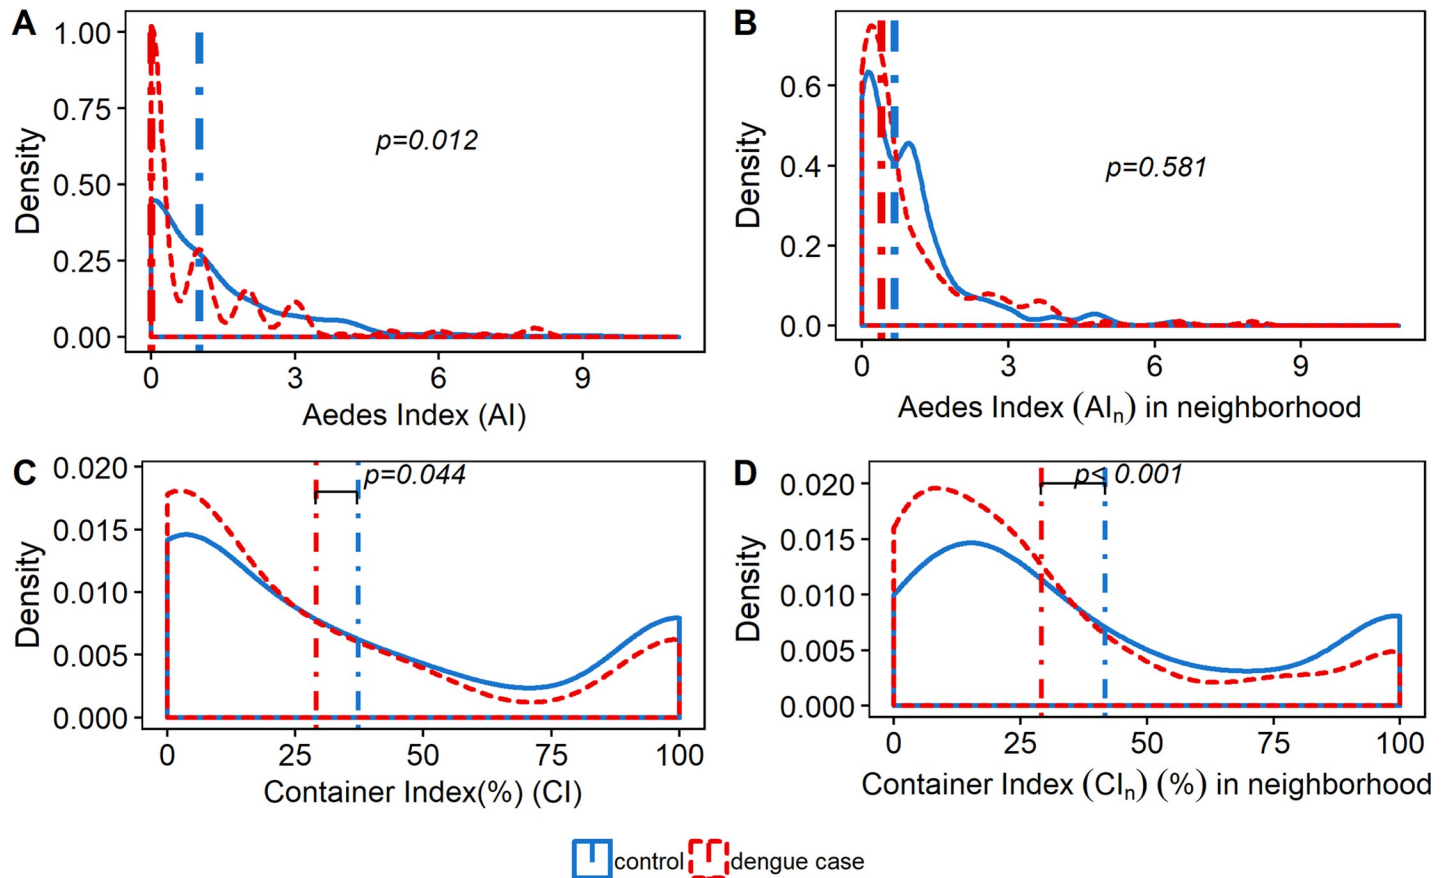 A
1.00
0.75
0.50
0.25
0.00
Density
p=0.012
0 3 6 9
Aedes Index (AI)
B
0.6
0.4
0.2
0.0
Density
p=0.581
0 3 6 9
Aedes Index (AIn) in neighborhood
C
0.020
0.015
0.010
0.005
0.000
Density
p=0.044
0 25 50 75 100
Container Index(%) (CI)
D
0.020
0.015
0.010
0.005
0.000
Density
p< 0.001
0 25 50 75 100
Container Index (CIn) (%) in neighborhood
control dengue case